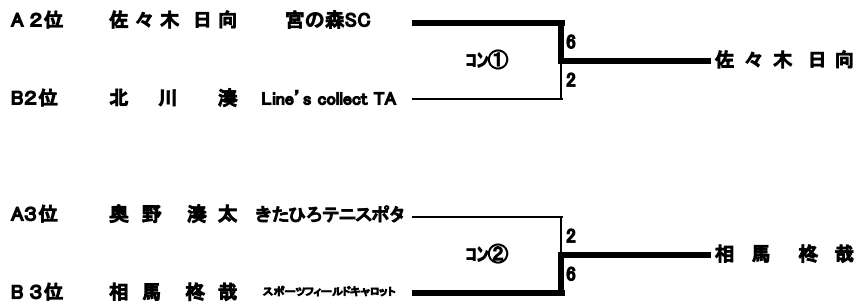 A 2位 佐々木 日向 宮の森SC
6
コン① 佐々木 日向
2
B2位 北川 湊 Line's collect TA
A3位 奥野 湊太 きたひろテニスポタ
2
コン② 相馬 柊哉
6
B 3位 相馬 柊哉 スポーツフィールドキャロット